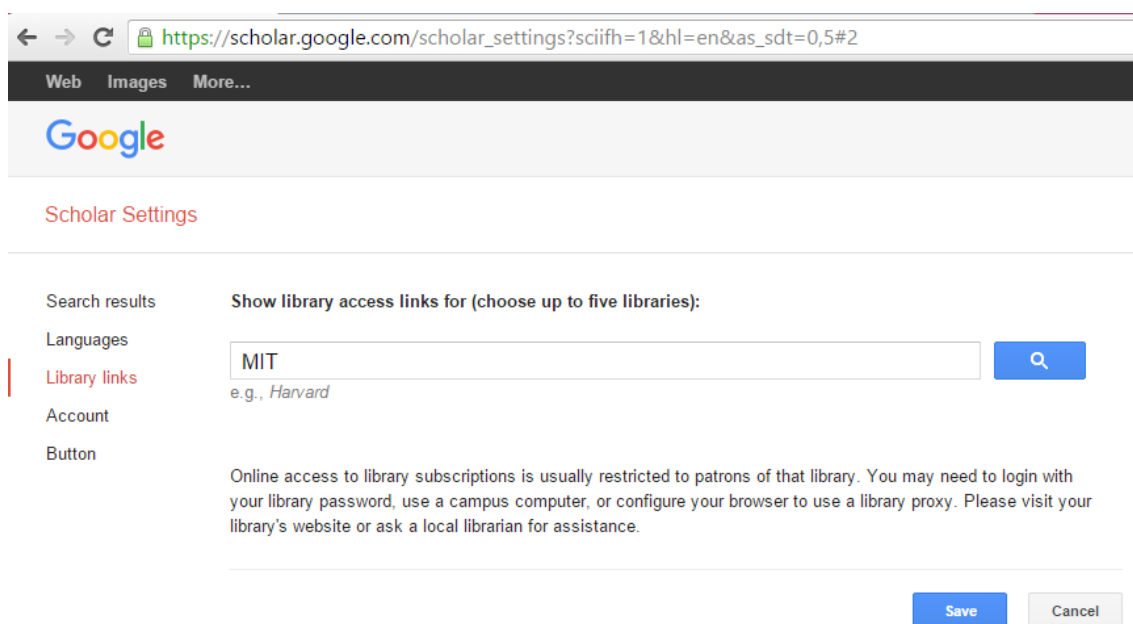 https://scholar.google.com/scholar_settings?sciifh=1&hl=en&as_sdt=0,5#2
Web Images More...
Google
Scholar Settings
Search results
Languages
Library links
Account
Button
Show library access links for (choose up to five libraries):
MIT
e.g., Harvard
Online access to library subscriptions is usually restricted to patrons of that library. You may need to login with
your library password, use a campus computer, or configure your browser to use a library proxy. Please visit your
library's website or ask a local librarian for assistance.
Save Cancel